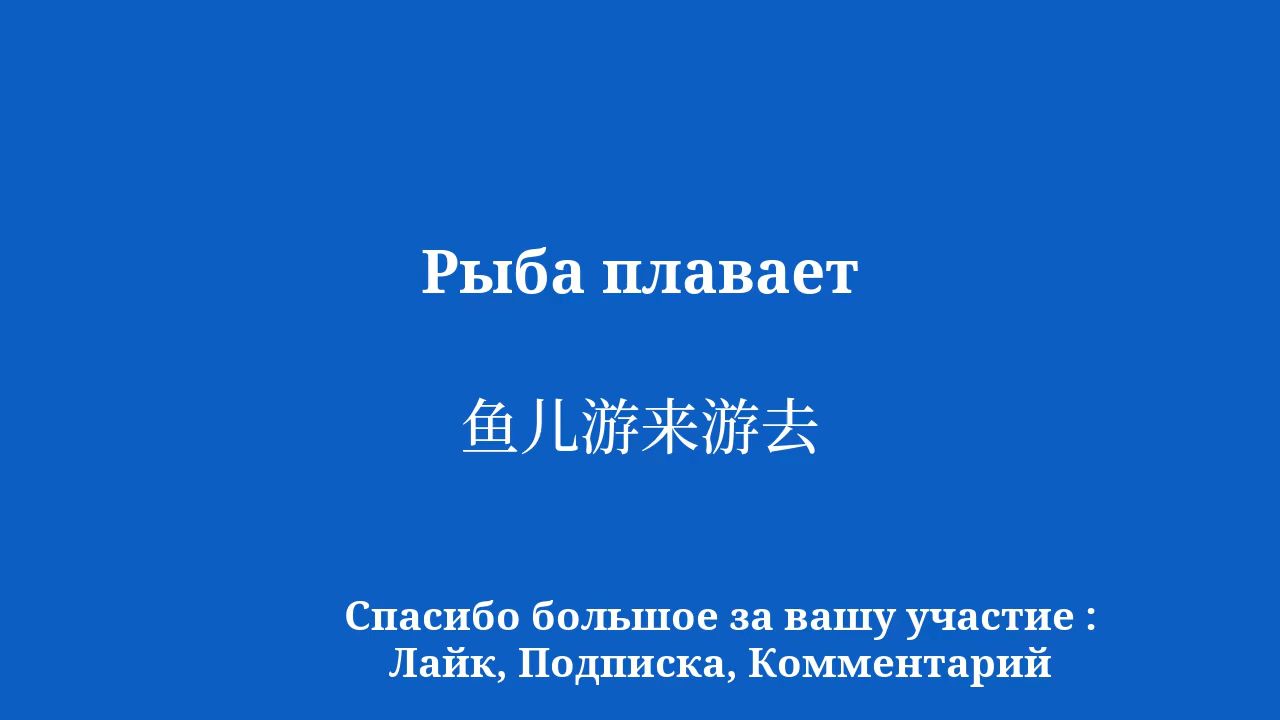 Рыба плавает
鱼儿游来游去
Спасибо большое за вашу участие :
Лайк, Подписка, Комментарий